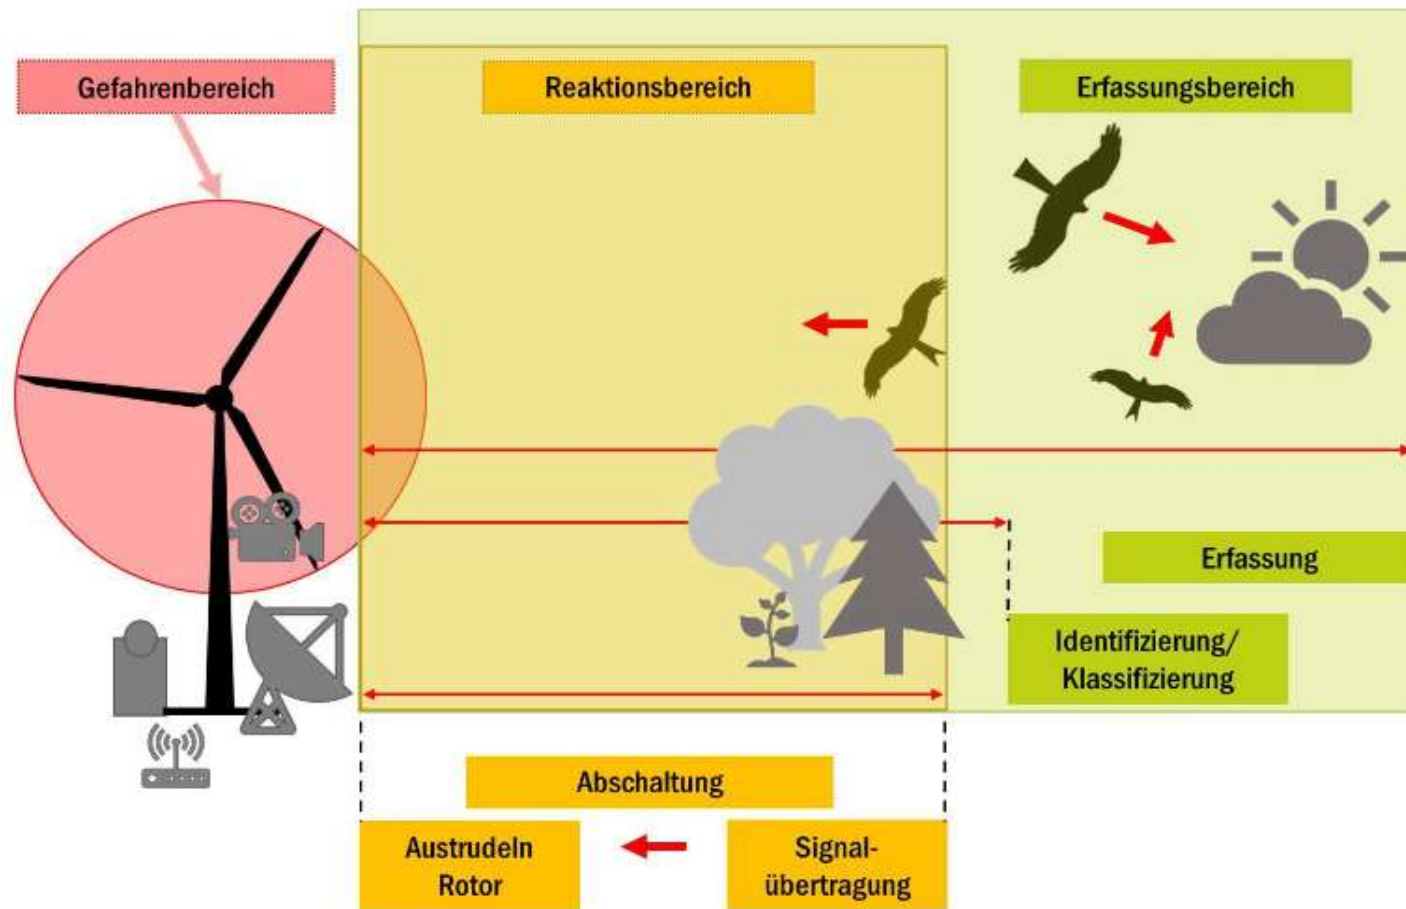 Gefahrenbereich
Reaktionsbereich
Erfassungsbereich
Erfassung
Identifizierung/
Klassifizierung
Abschaltung
Austrudeln
Rotor
Signal-
übertragung